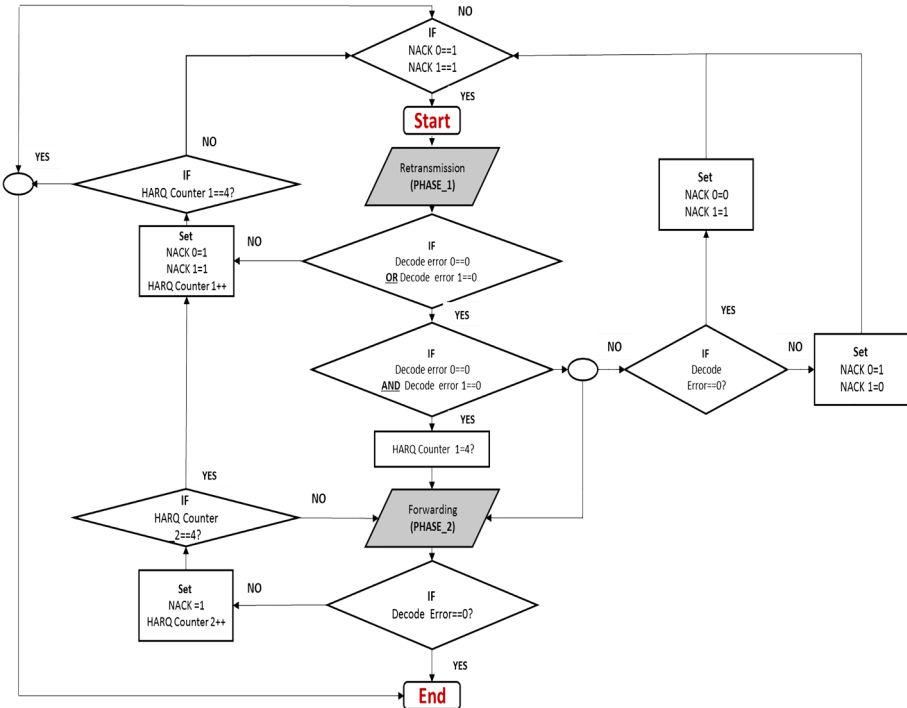 NO
IF
NACK 0==1
NACK 1==1
YES
Start
Retransmission
(PHASE_1)
NO
YES
IF
HARQ Counter 1==4?
Set
NACK 0=1
NACK 1=1
HARQ Counter 1++
NO
IF
Decode error 0==0
OR Decode error 1==0
YES
IF
Decode error 0==0
AND Decode error 1==0
NO
YES
Set
NACK 0=0
NACK 1=1
YES
IF
Decode
Error==0?
NO
Set
NACK 0=1
NACK 1=0
HARQ Counter 1=4?
Forwarding
(PHASE_2)
YES
NO
IF
HARQ Counter
_2==4?
Set
NACK =1
HARQ Counter 2++
NO
IF
Decode Error==0?
YES
End